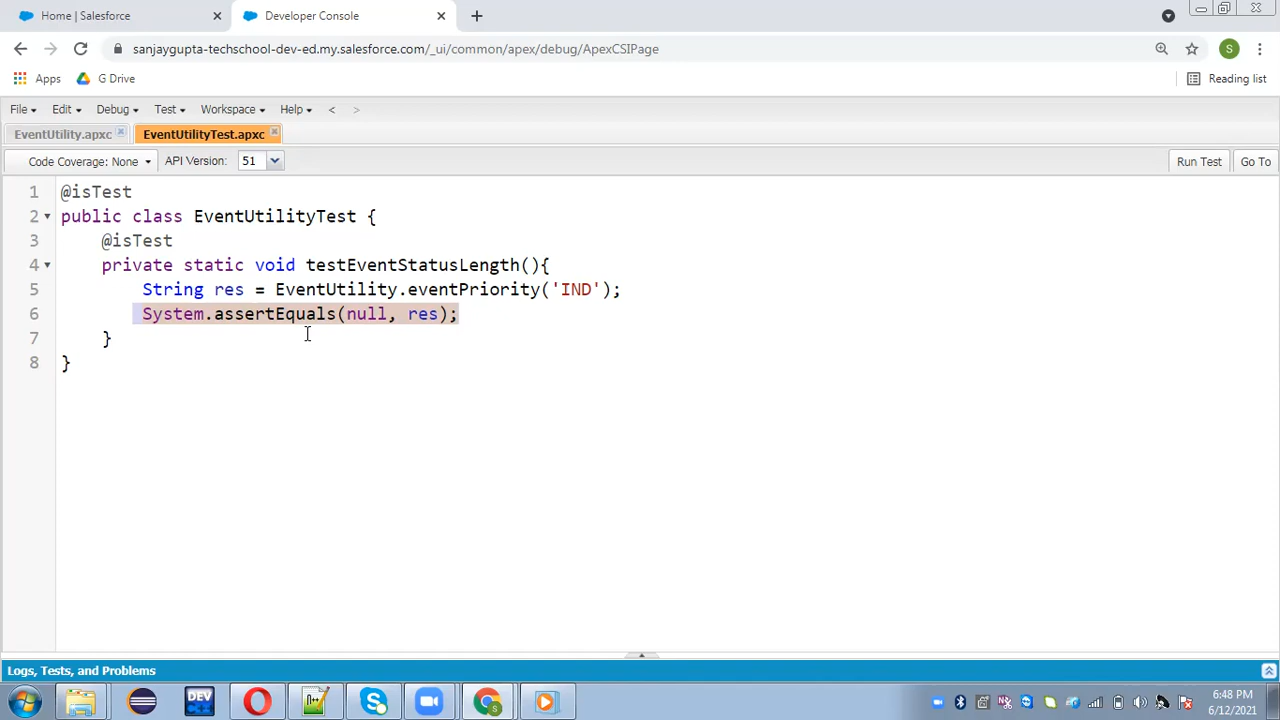 Home | Salesforce
Developer Console
sanjaygupta-techschool-dev-ed.my.salesforce.com/_ui/common/apex/debug/ApexCSIPage
S
Apps
G Drive
Reading list
File
Edit
Debug
Test
Workspace
Help
<
>
EventUtility.apxc
EventUtilityTest.apxc
Code Coverage: None
API Version:
51
Run Test
Go To
1 @isTest
2 public class EventUtilityTest {
3 @isTest
4 private static void testEventStatusLength(){
5 String res = EventUtility.eventPriority('IND');
6 System.assertEquals(null, res);
7 }
8 }
Logs, Tests, and Problems
DEV
C++
S
6:48 PM
6/12/2021